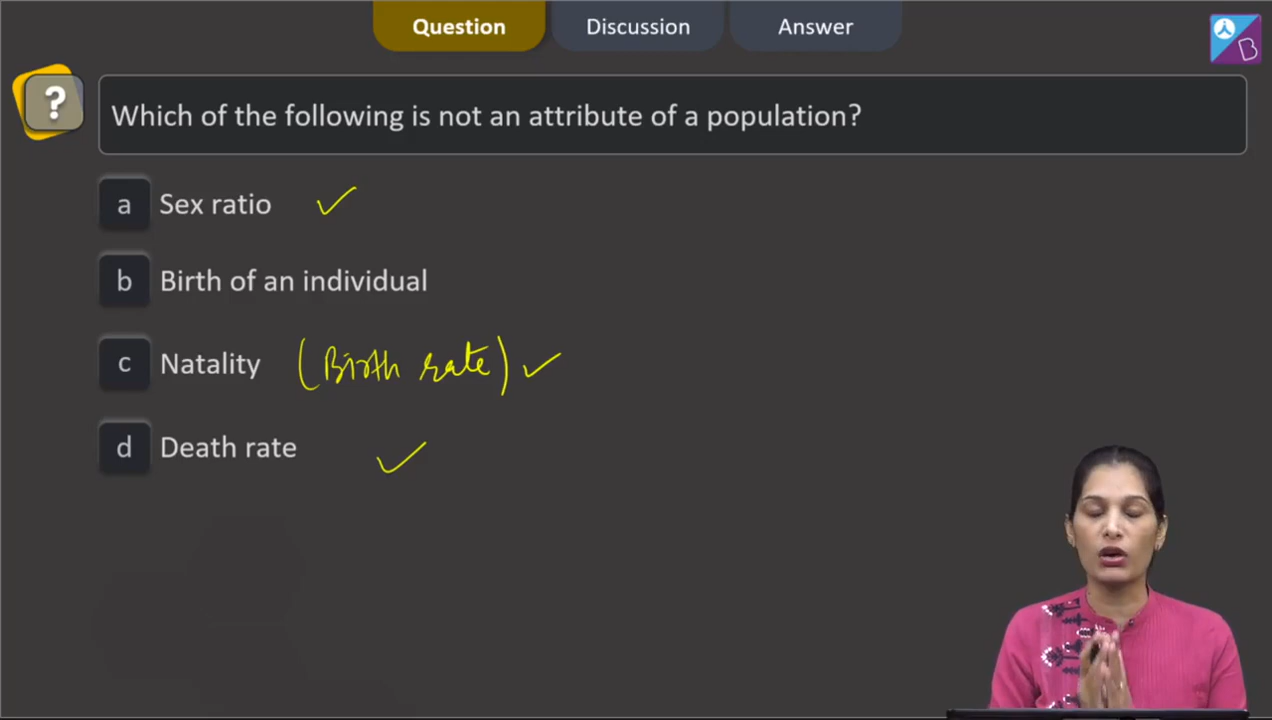 Question Discussion Answer
? Which of the following is not an attribute of a population?
a Sex ratio
b Birth of an individual
c Natality (Birth rate)
d Death rate